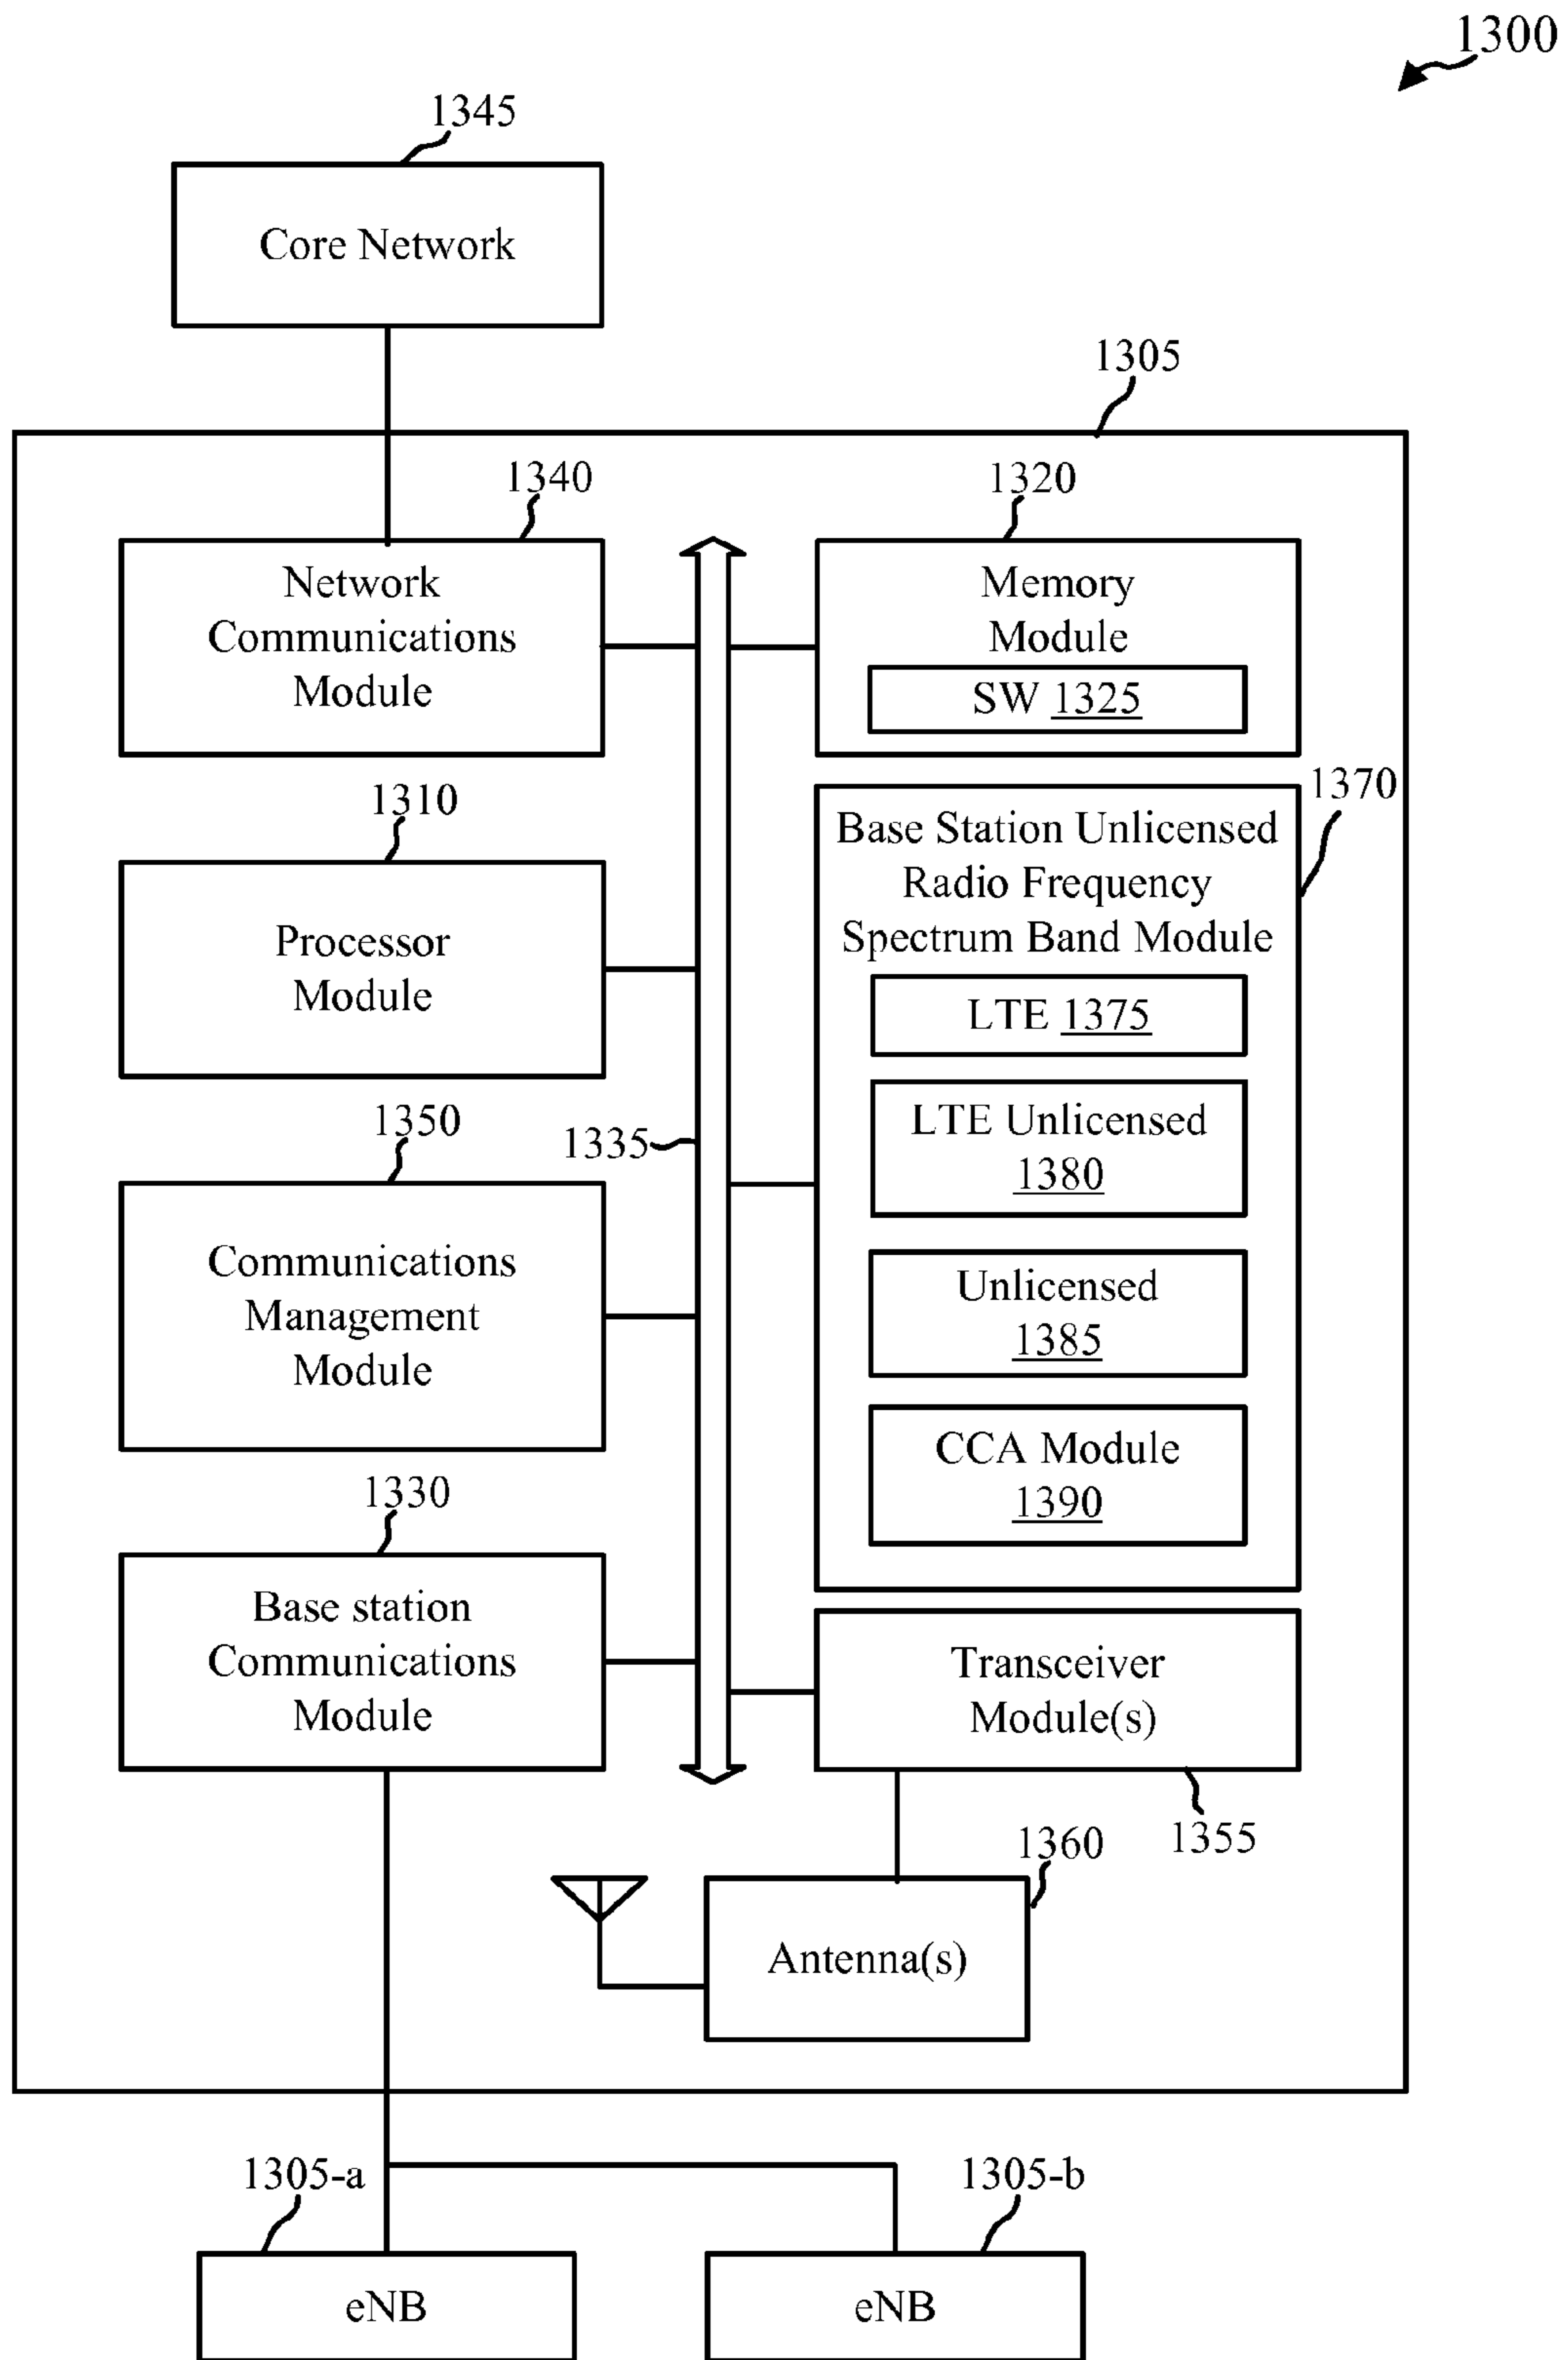 1300
1345
Core Network
1305
1340
Network
Communications
Module
1320
Memory
Module
SW 1325
1310
Processor
Module
1370
Base Station Unlicensed
Radio Frequency
Spectrum Band Module
LTE 1375
LTE Unlicensed
1380
Unlicensed
1385
CCA Module
1390
1335
1350
Communications
Management
Module
1330
Base station
Communications
Module
Transceiver
Module(s)
1355
1360
Antenna(s)
1305-a
eNB
1305-b
eNB